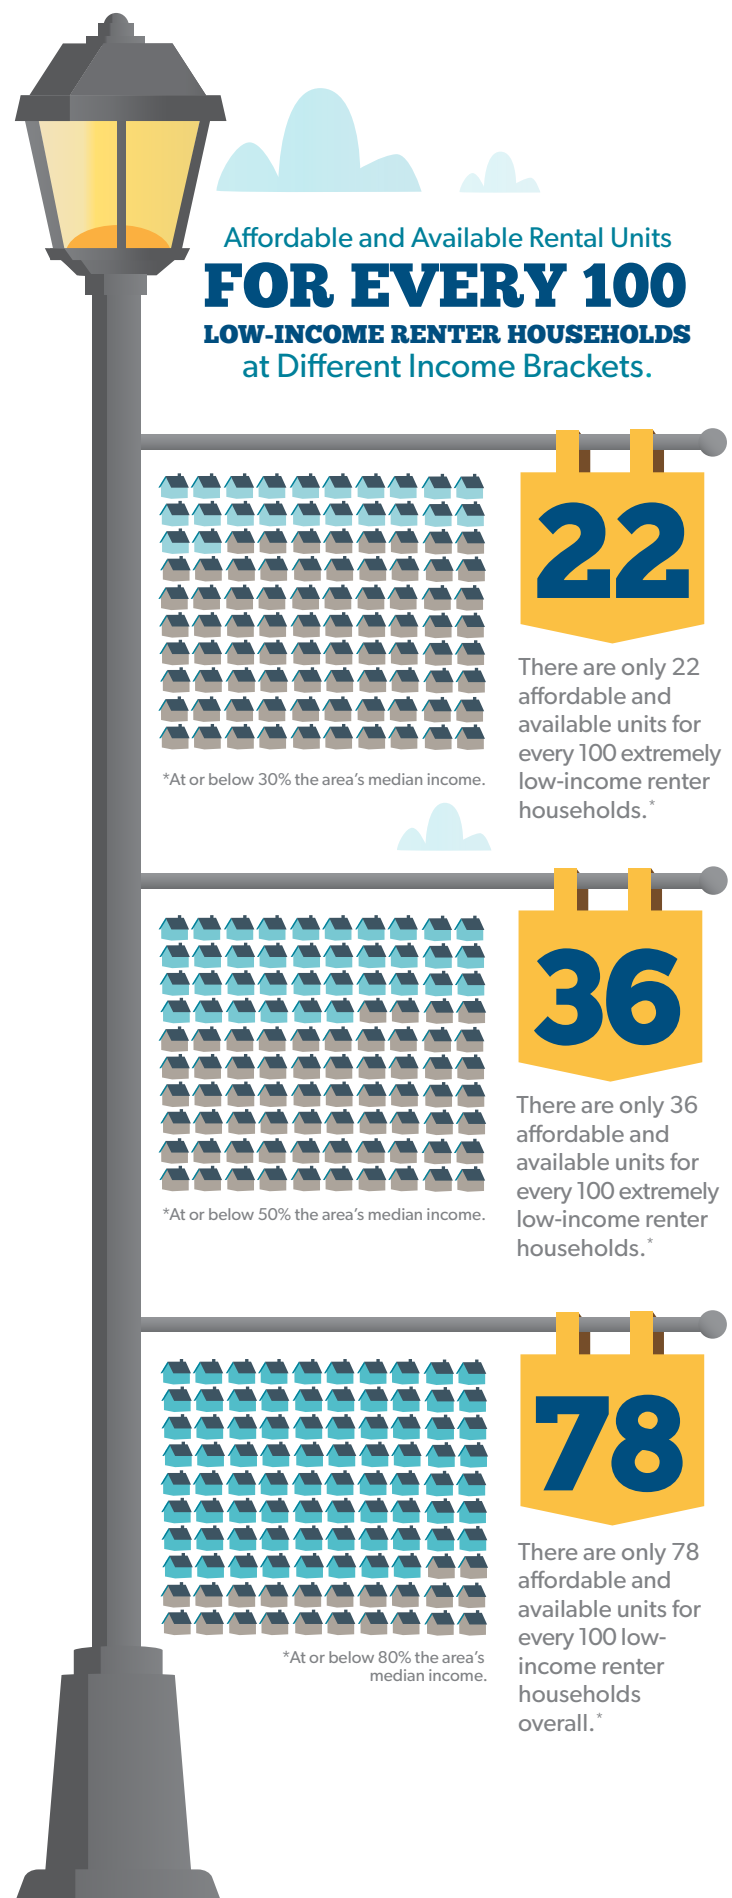 Affordable and Available Rental Units
FOR EVERY 100
LOW-INCOME RENTER HOUSEHOLDS
at Different Income Brackets.
22
There are only 22
affordable and
available units for
every 100 extremely
low-income renter
households.*
*At or below 30% the area's median income.
36
There are only 36
affordable and
available units for
every 100 extremely
low-income renter
households.*
*At or below 50% the area's median income.
78
There are only 78
affordable and
available units for
every 100 low-
income renter
households
overall.*
*At or below 80% the area's
median income.